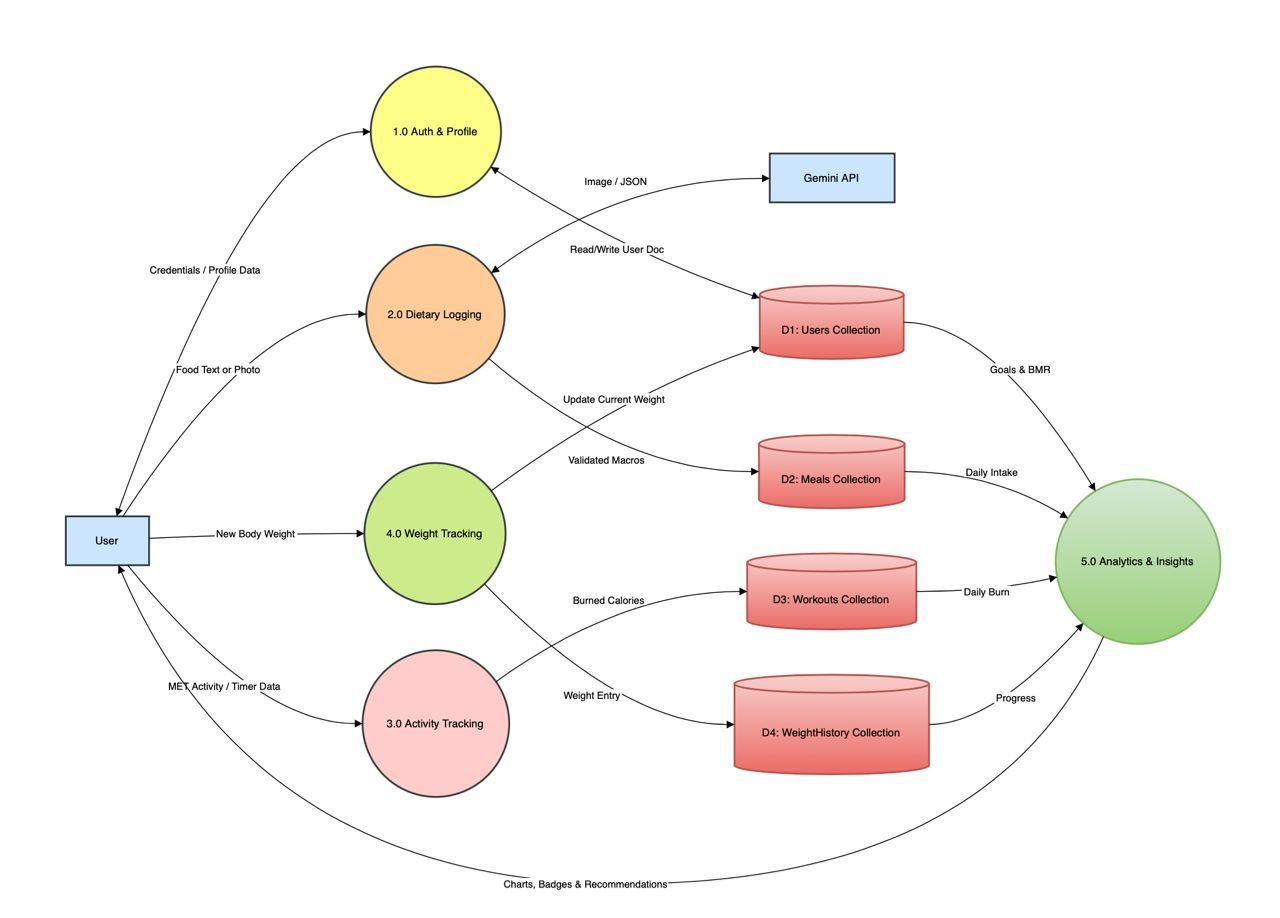 1.0 Auth & Profile
Image / JSON
Gemini API
Read/Write User Doc
Credentials / Profile Data
2.0 Dietary Logging
D1: Users Collection
Food Text or Photo
Goals & BMR
Update Current Weight
Validated Macros
D2: Meals Collection
Daily Intake
User
New Body Weight
4.0 Weight Tracking
5.0 Analytics & Insights
Burned Calories
D3: Workouts Collection
Daily Burn
MET Activity / Timer Data
Weight Entry
Progress
3.0 Activity Tracking
D4: WeightHistory Collection
Charts, Badges & Recommendations